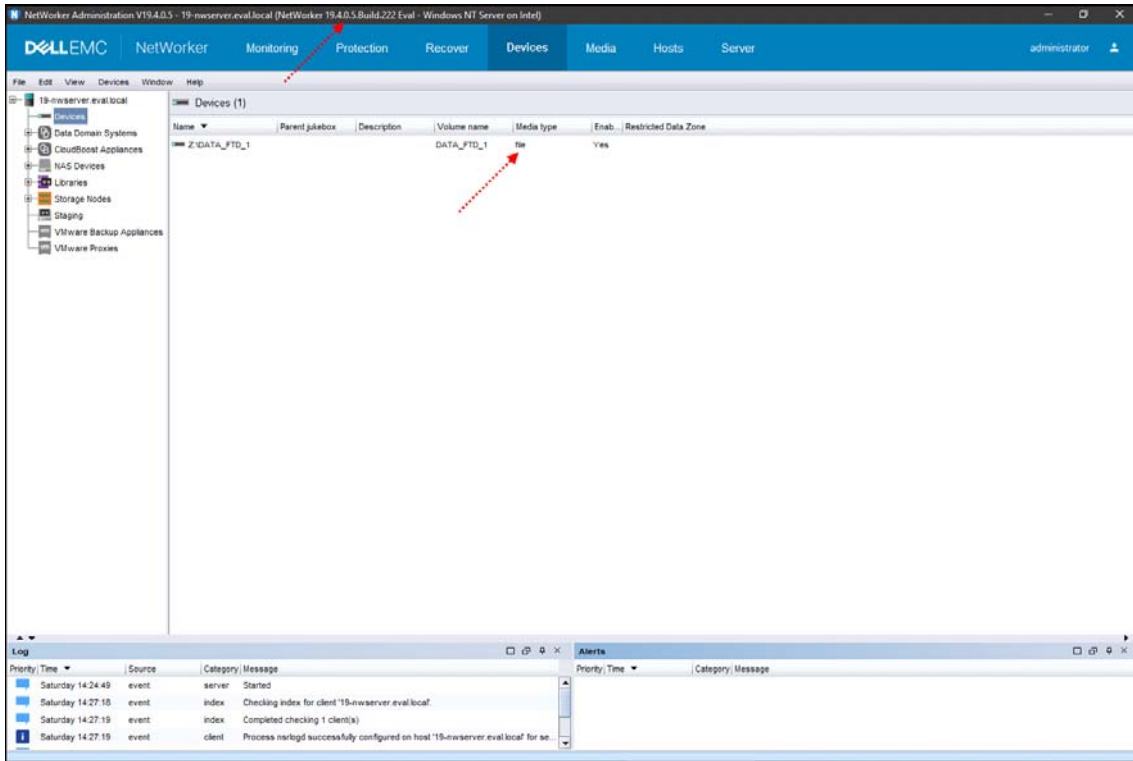 NetWorker Administration V19.4.0.5 - 19-nwserver.eval.local (NetWorker 19.4.0.5.Build.222 Eval - Windows NT Server on Intel)
DELLEMC NetWorker Monitoring Protection Recover Devices Media Hosts Server administrator
File Edit View Devices Window Help
19-nwserver.eval.local
Devices
Data Domain Systems
CloudBoost Appliances
NAS Devices
Libraries
Storage Nodes
Staging
VMware Backup Appliances
VMware Proxies
Devices (1)
Name Parent jukebox Description Volume name Media type Enab... Restricted Data Zone
Z:\DATA_FTD_1 DATA_FTD_1 file Yes
Log
Priority Time Source Category Message
Saturday 14:24:49 event server Started
Saturday 14:27:18 event index Checking index for client '19-nwserver.eval.local'.
Saturday 14:27:19 event index Completed checking 1 client(s)
Saturday 14:27:19 event client Process nsrlogd successfully configured on host '19-nwserver.eval.local' for se...
Alerts
Priority Time Category Message